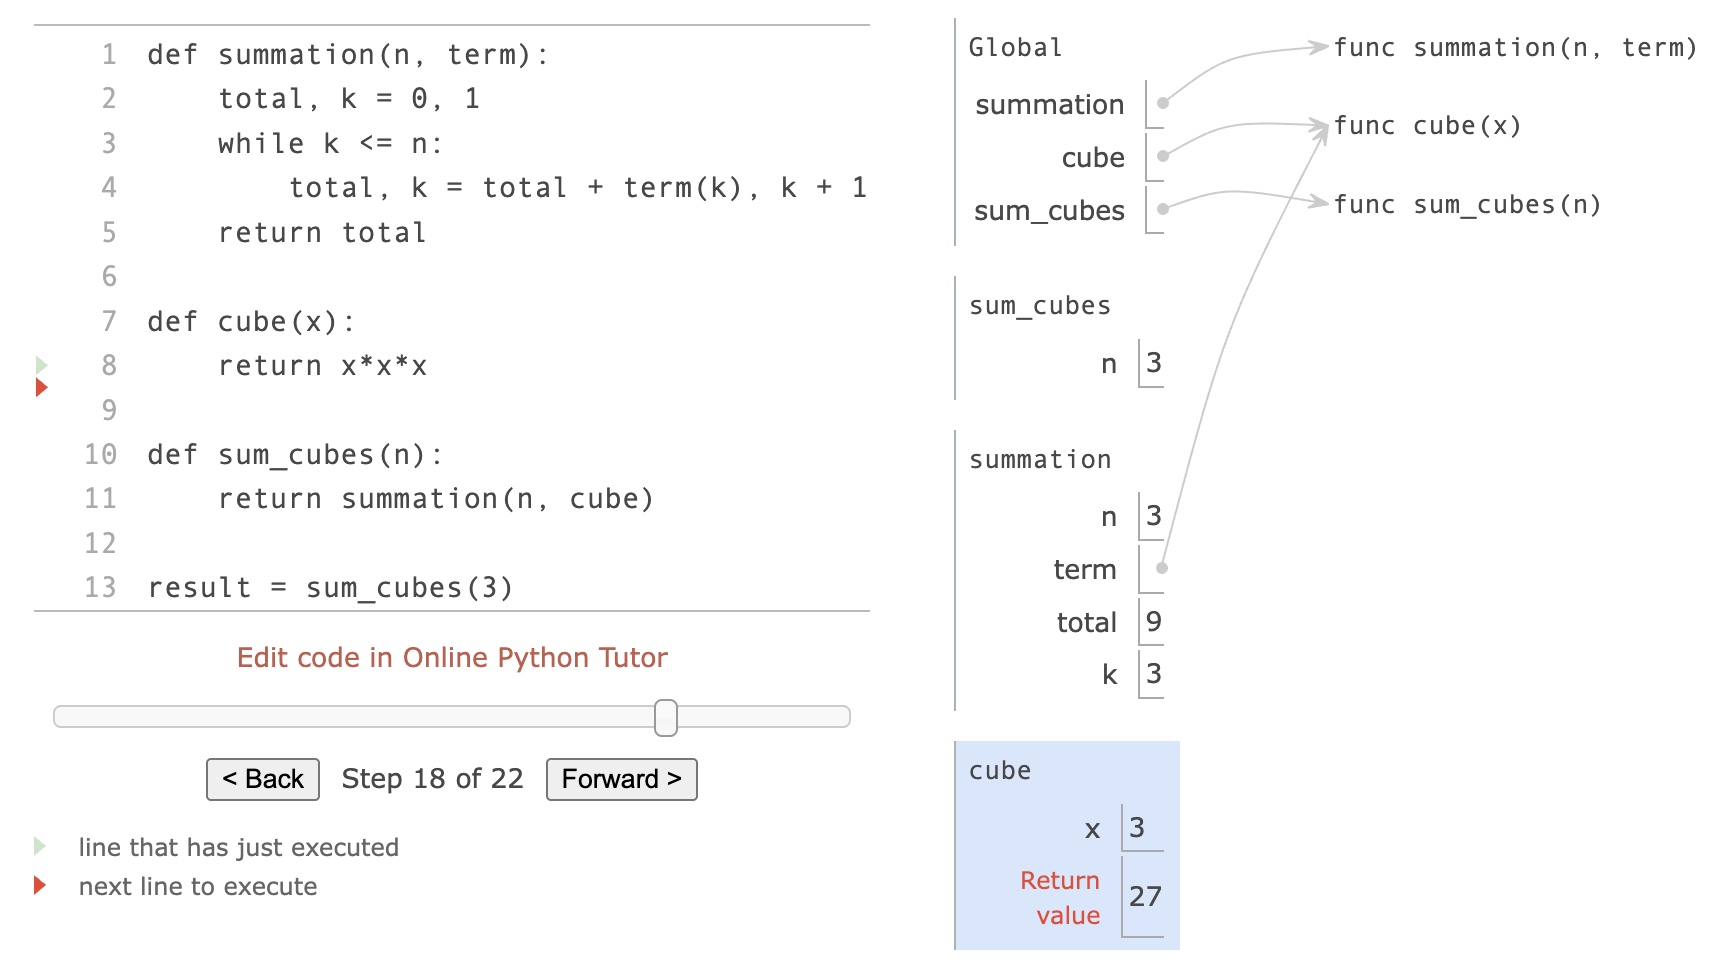 1 def summation(n, term):
2     total, k = 0, 1
3     while k <= n:
4         total, k = total + term(k), k + 1
5     return total
6
7 def cube(x):
8     return x*x*x
9
10 def sum_cubes(n):
11     return summation(n, cube)
12
13 result = sum_cubes(3)
Edit code in Online Python Tutor
< Back Step 18 of 22 Forward >
line that has just executed
next line to execute
Global
summation
cube
sum_cubes
func summation(n, term)
func cube(x)
func sum_cubes(n)
sum_cubes
n 3
summation
n 3
term
total 9
k 3
cube
x 3
Return
value 27